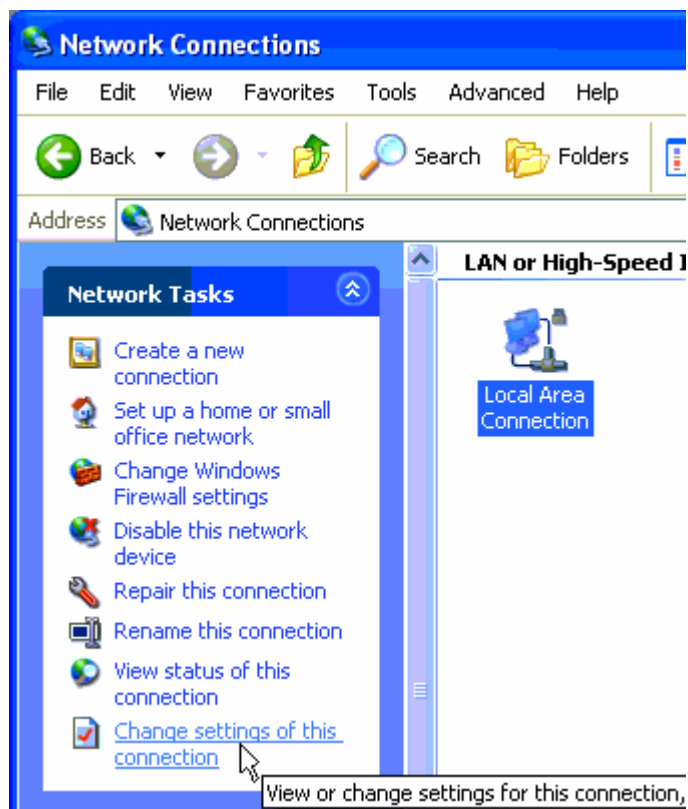 Network Connections
File Edit View Favorites Tools Advanced Help
Back Search Folders
Address Network Connections
Network Tasks
Create a new
connection
Set up a home or small
office network
Change Windows
Firewall settings
Disable this network
device
Repair this connection
Rename this connection
View status of this
connection
Change settings of this
connection
View or change settings for this connection,
LAN or High-Speed I
Local Area
Connection